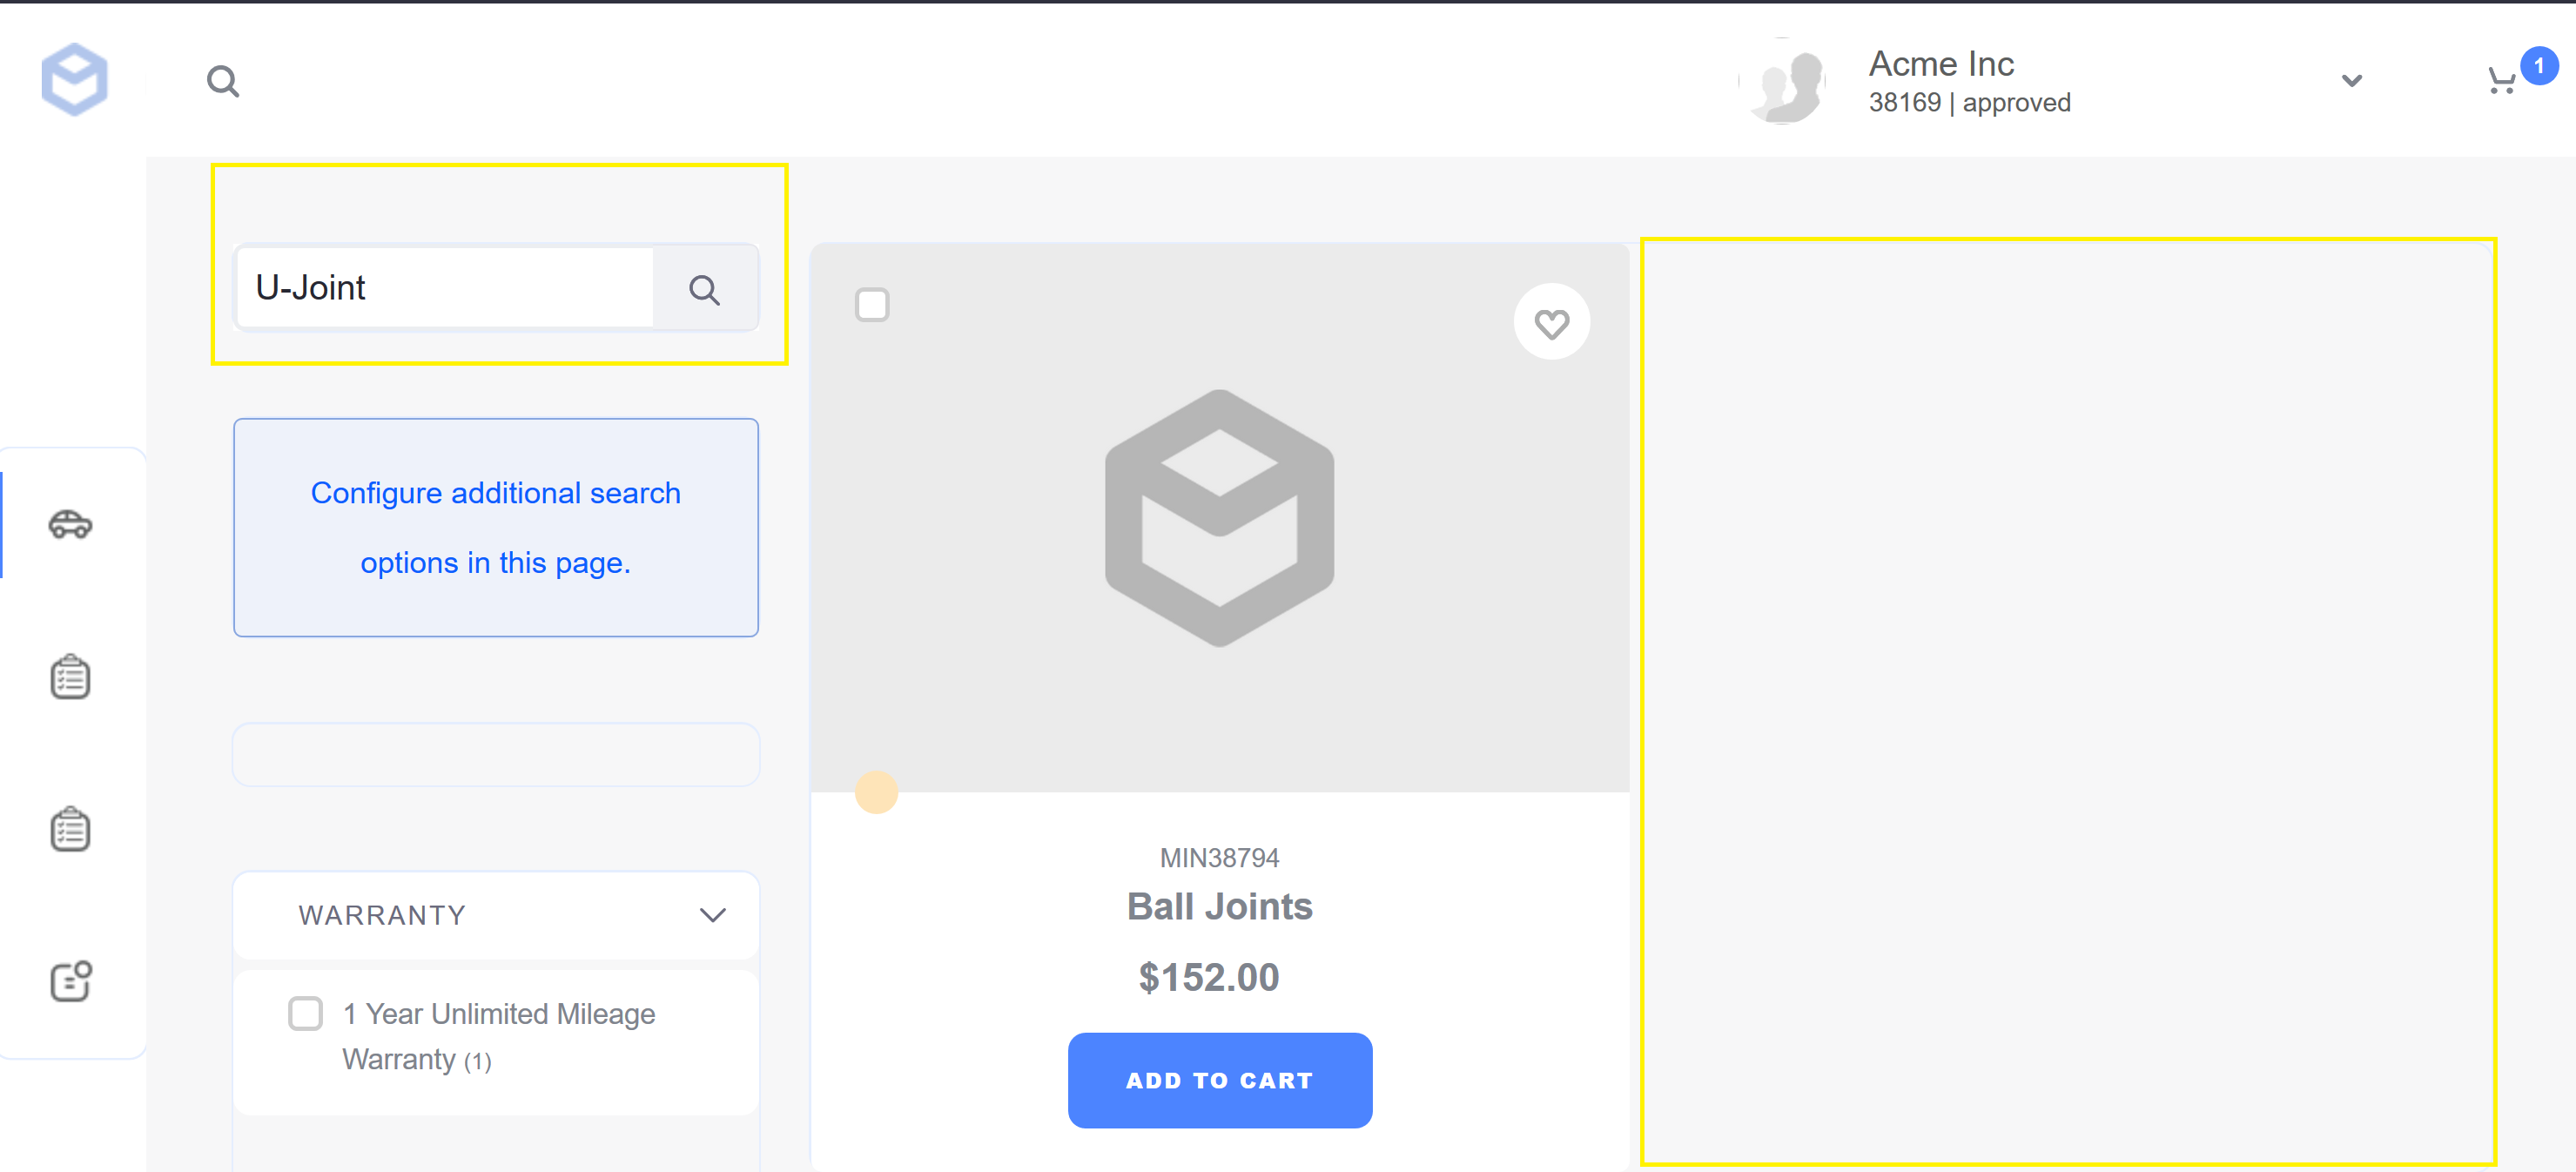 Acme Inc
38169 | approved
1
U-Joint
Configure additional search
options in this page.
WARRANTY
1 Year Unlimited Mileage
Warranty (1)
MIN38794
Ball Joints
$152.00
ADD TO CART